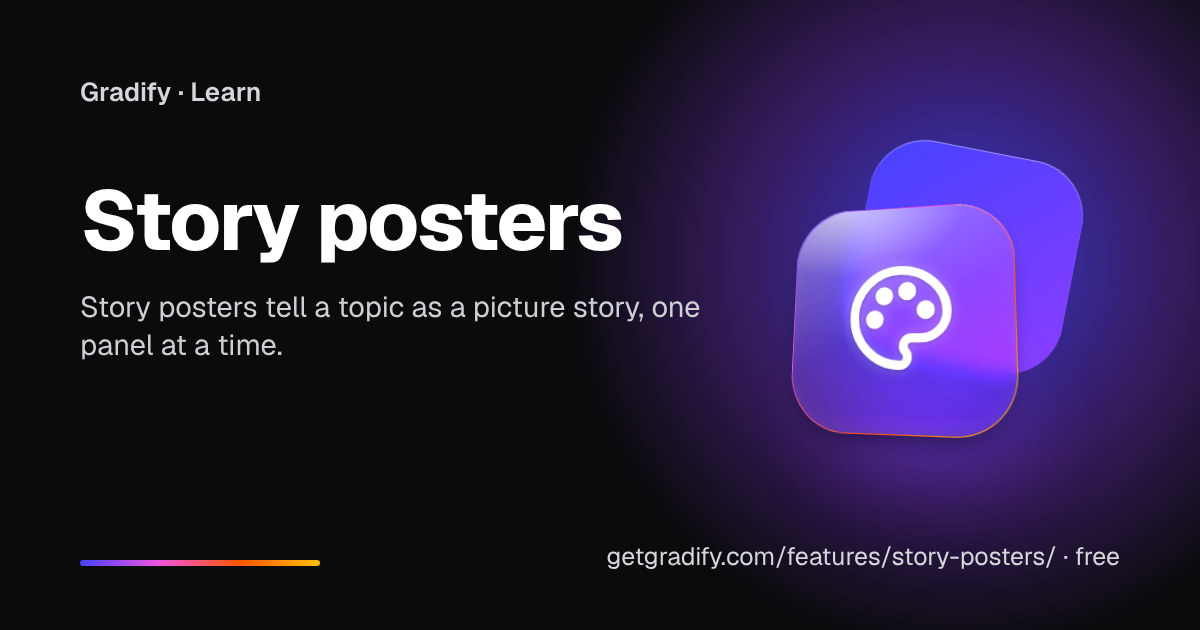 Gradify · Learn
Story posters
Story posters tell a topic as a picture story, one
panel at a time.
getgradify.com/features/story-posters/ · free